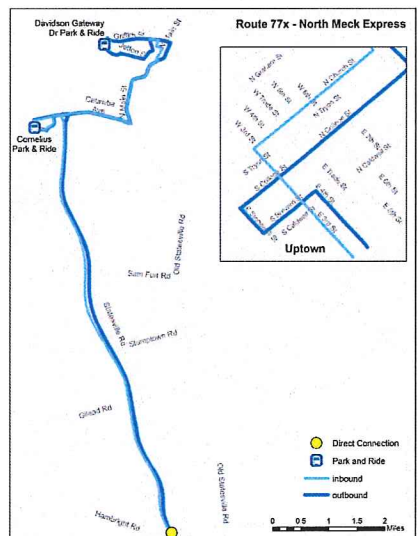 Route 77x - North Meck Express
Davidson Gateway
Dr Park & Ride
Griffith St
Jetton St
N Main St
Catawba
Ave
Cornelius
Park & Ride
Old Statesville Rd
Sam Furr Rd
Statesville Rd
Stumptown Rd
Gilead Rd
Hambright Rd
Old Statesville Rd
N Graham St
N Church St
W 6th St
W 5th St
N Tryon St
W Trade St
W 4th St
N College St
W 3rd St
S Tryon St
E 7th St
N Caldwell St
E 6th St
E 5th St
E Trade St
S College St
E 4th St
E 3rd St
S Caldwell St
E Stonewall St
Uptown
Direct Connection
Park and Ride
inbound
outbound
0 0.5 1 1.5 2
Miles